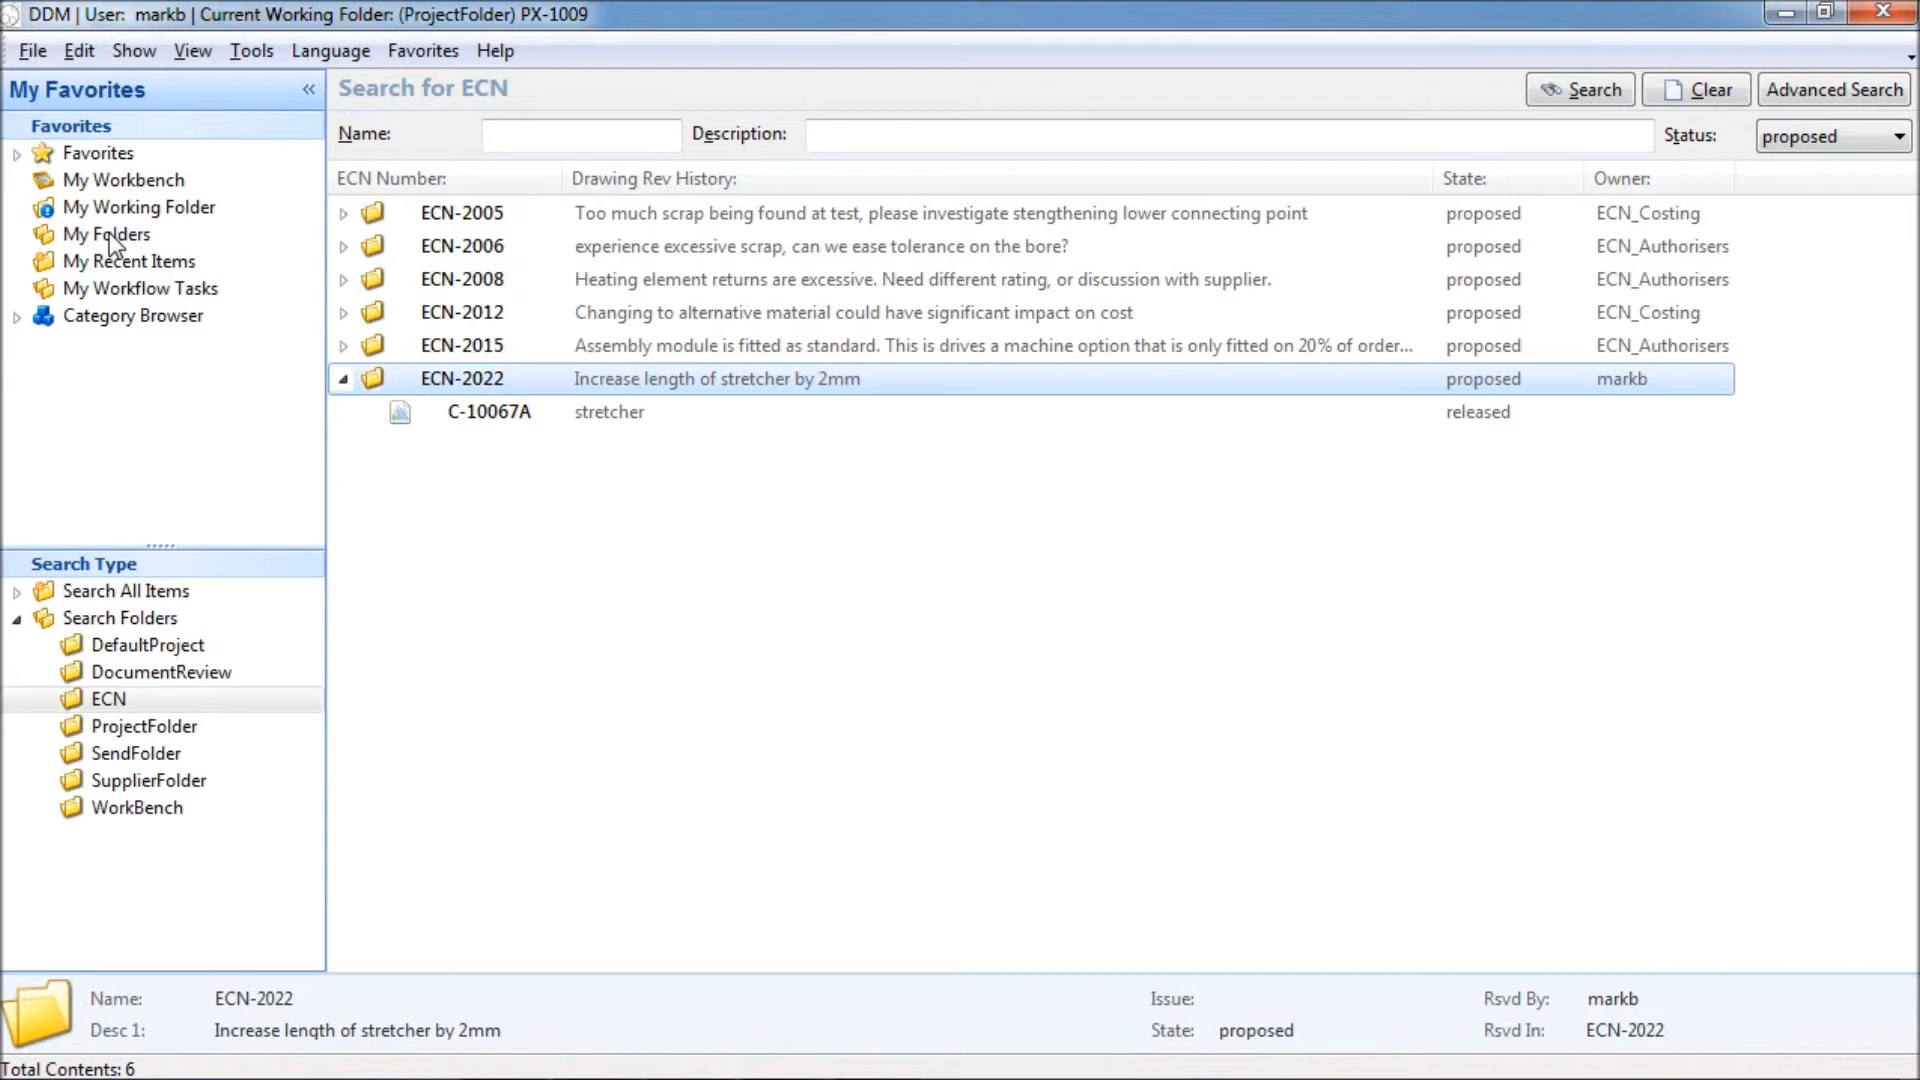 DDM | User: markb | Current Working Folder: (ProjectFolder) PX-1009
File Edit Show View Tools Language Favorites Help
My Favorites «
Favorites
Favorites
My Workbench
My Working Folder
My Folders
My Recent Items
My Workflow Tasks
Category Browser
Search Type
Search All Items
Search Folders
DefaultProject
DocumentReview
ECN
ProjectFolder
SendFolder
SupplierFolder
WorkBench
Search for ECN Search Clear Advanced Search
Name: Description: Status: proposed
ECN Number: Drawing Rev History: State: Owner:
ECN-2005 Too much scrap being found at test, please investigate stengthening lower connecting point proposed ECN_Costing
ECN-2006 experience excessive scrap, can we ease tolerance on the bore? proposed ECN_Authorisers
ECN-2008 Heating element returns are excessive. Need different rating, or discussion with supplier. proposed ECN_Authorisers
ECN-2012 Changing to alternative material could have significant impact on cost proposed ECN_Costing
ECN-2015 Assembly module is fitted as standard. This is drives a machine option that is only fitted on 20% of order... proposed ECN_Authorisers
ECN-2022 Increase length of stretcher by 2mm proposed markb
C-10067A stretcher released
Name: ECN-2022 Issue: Rsvd By: markb
Desc 1: Increase length of stretcher by 2mm State: proposed Rsvd In: ECN-2022
Total Contents: 6